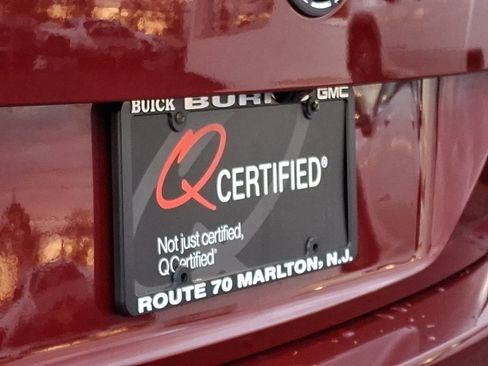 BUICK GMC
Q CERTIFIED®
Not just certified,
QCertified®
ROUTE 70 MARLTON, N.J.